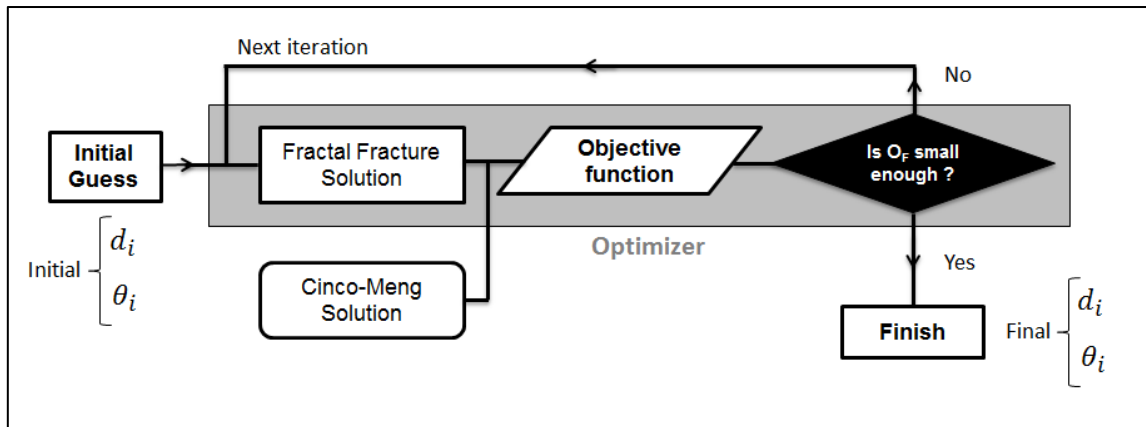 Next iteration
No
Initial
Guess
Fractal Fracture
Solution
Objective
function
Is O_F small
enough ?
Optimizer
Initial
d_i
θ_i
Cinco-Meng
Solution
Yes
Finish
Final
d_i
θ_i